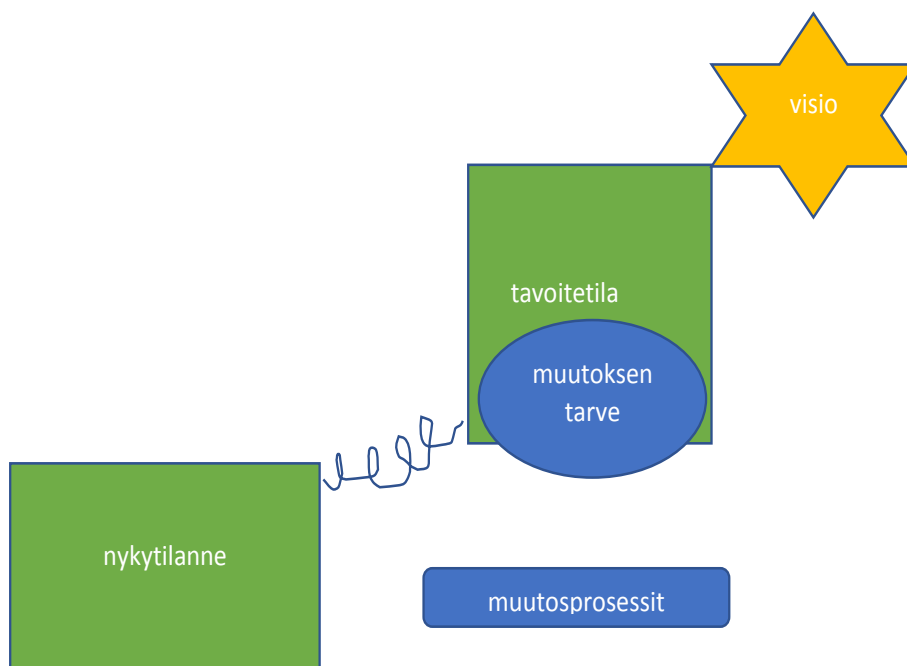 visio
tavoitetila
muutoksen
tarve
nykytilanne
muutosprosessit